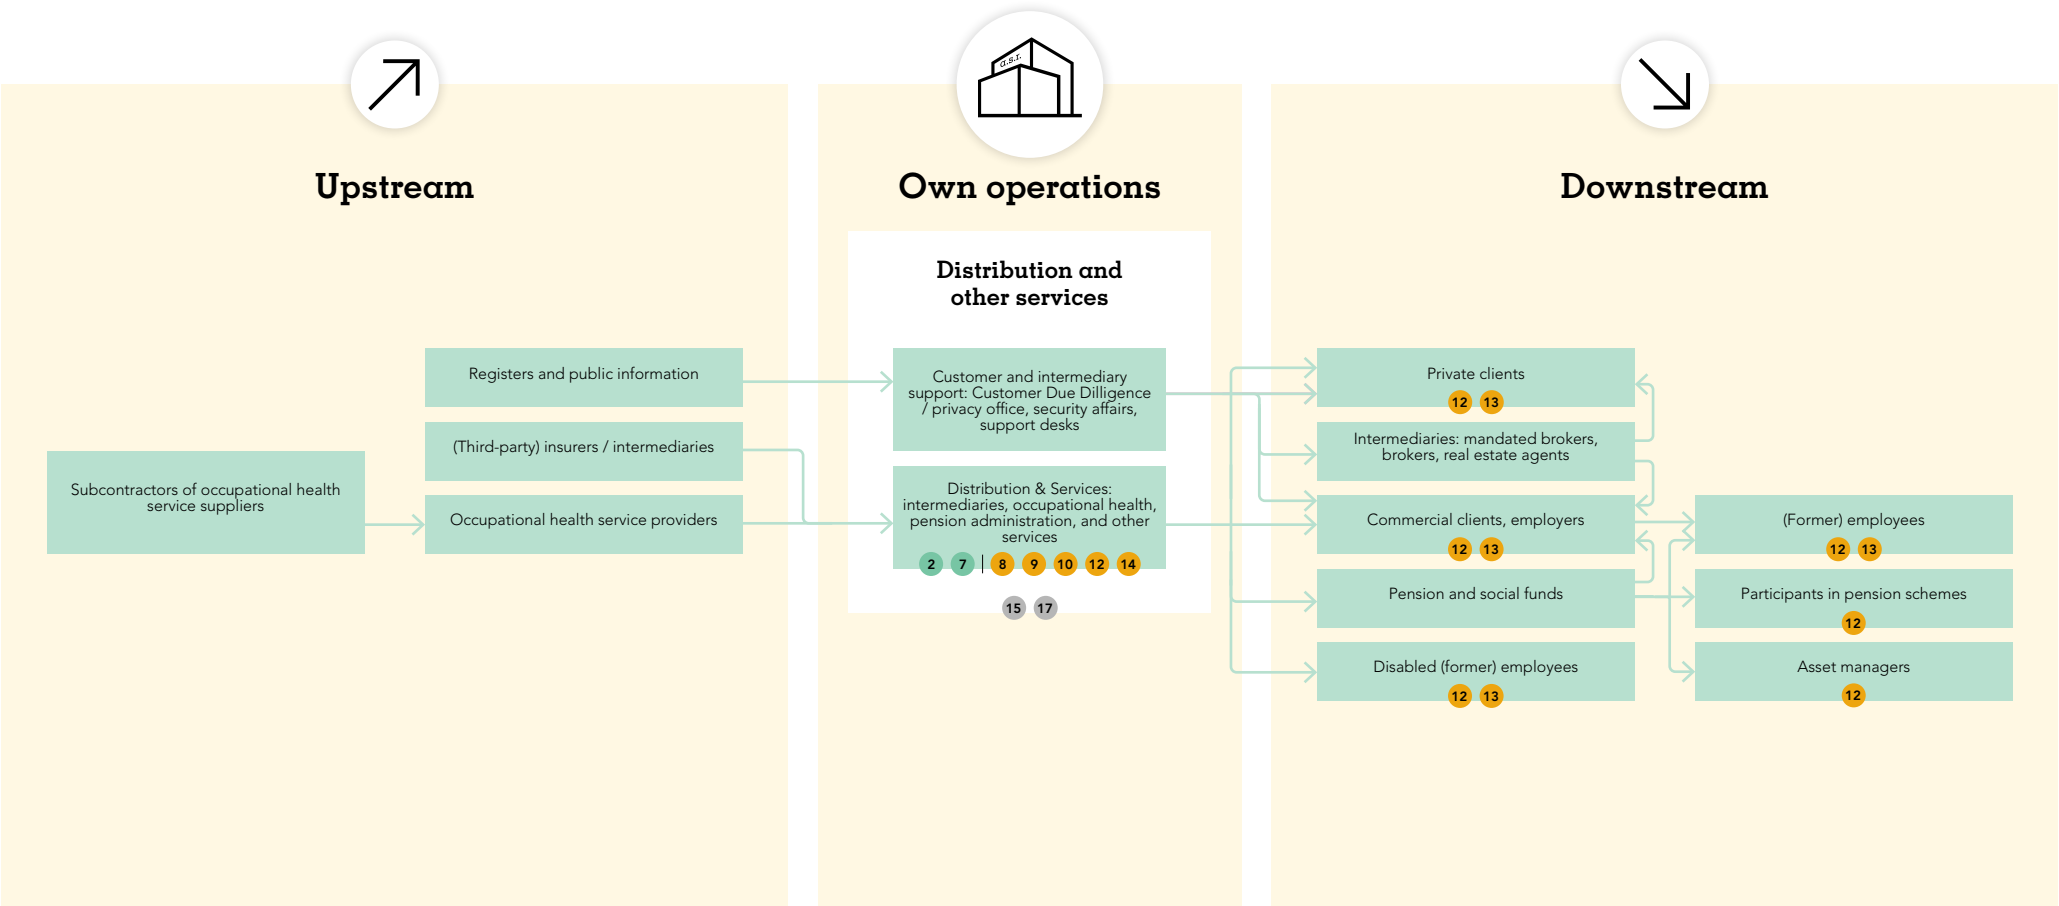 a.s.r.
Upstream
Own operations
Downstream
Distribution and
other services
Subcontractors of occupational health
service suppliers
Registers and public information
(Third-party) insurers / intermediaries
Occupational health service providers
Customer and intermediary
support: Customer Due Dilligence
/ privacy office, security affairs,
support desks
Distribution & Services:
intermediaries, occupational health,
pension administration, and other
services
2 7 | 8 9 10 12 14
15 17
Private clients
12 13
Intermediaries: mandated brokers,
brokers, real estate agents
Commercial clients, employers
12 13
Pension and social funds
Disabled (former) employees
12 13
(Former) employees
12 13
Participants in pension schemes
12
Asset managers
12